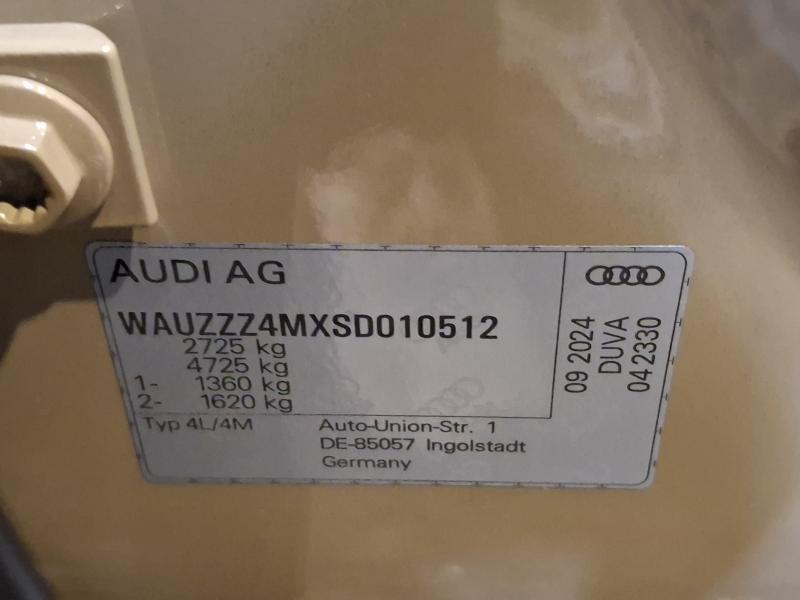 AUDI AG
WAUZZZ4MXSD010512
2725 kg
4725 kg
1- 1360 kg
2- 1620 kg
Typ 4L/4M
Auto-Union-Str. 1
DE-85057 Ingolstadt
Germany
09 2024
DUVA
04 2330